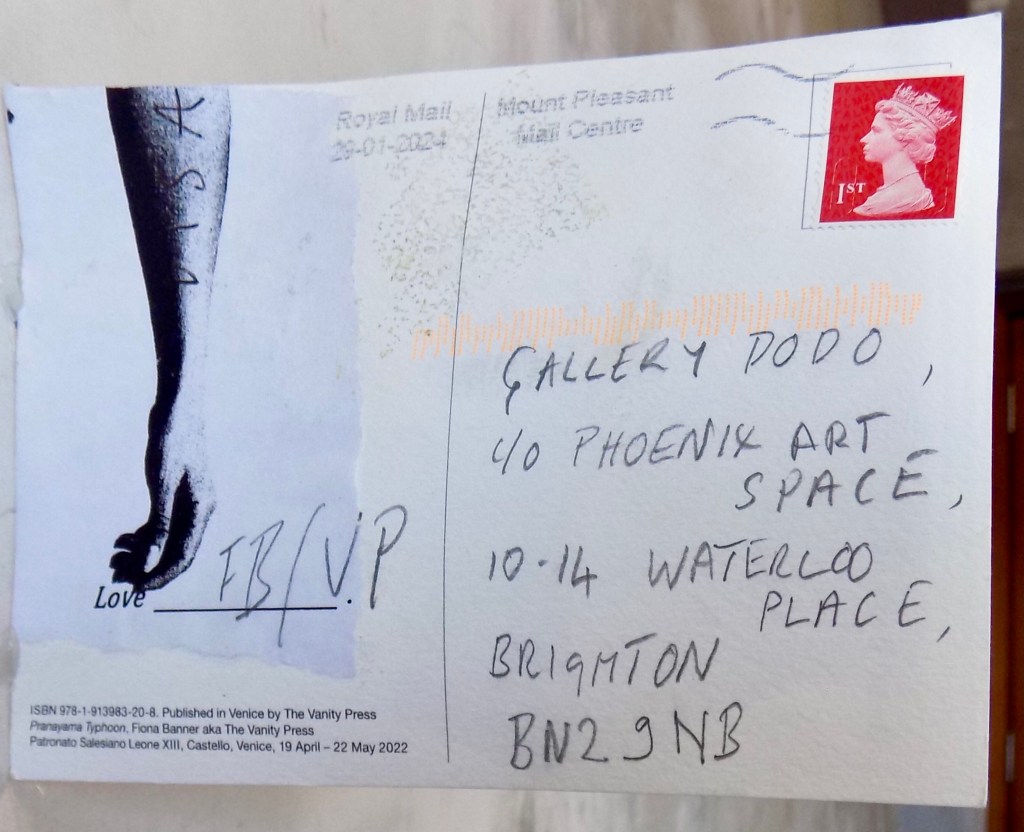 Royal Mail
29-01-2024
Mount Pleasant
Mail Centre
1ST
GALLERY DODO,
c/o PHOENIX ART
SPACE,
10-14 WATERLOO
PLACE,
BRIGHTON
BN2 9NB
Love FB/VP.
ISBN 978-1-913983-20-8. Published in Venice by The Vanity Press
Pranayama Typhoon, Fiona Banner aka The Vanity Press
Patronato Salesiano Leone XIII, Castello, Venice, 19 April – 22 May 2022